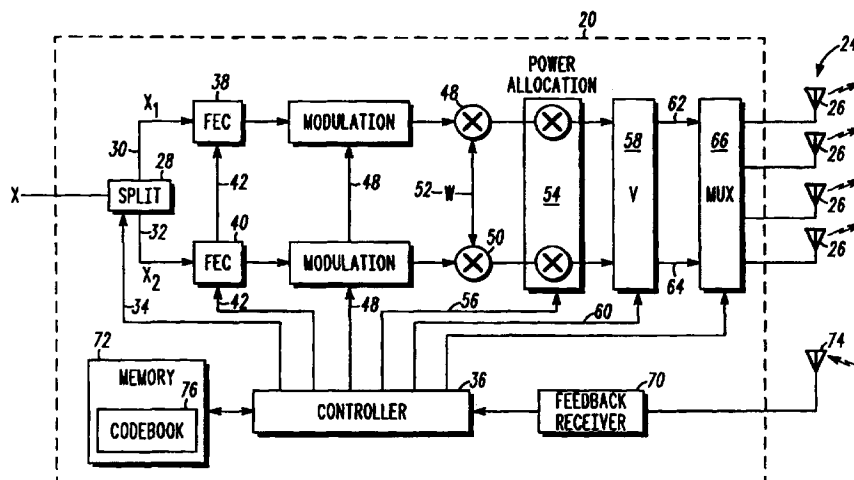 20
24
POWER
ALLOCATION
X1
38
FEC
MODULATION
48
62
26
30
28
58
66
26
X
SPLIT
42
48
52
W
54
V
MUX
26
32
40
50
26
X2
FEC
MODULATION
64
34
42
48
56
60
72
MEMORY
76
CODEBOOK
36
CONTROLLER
70
FEEDBACK
RECEIVER
74